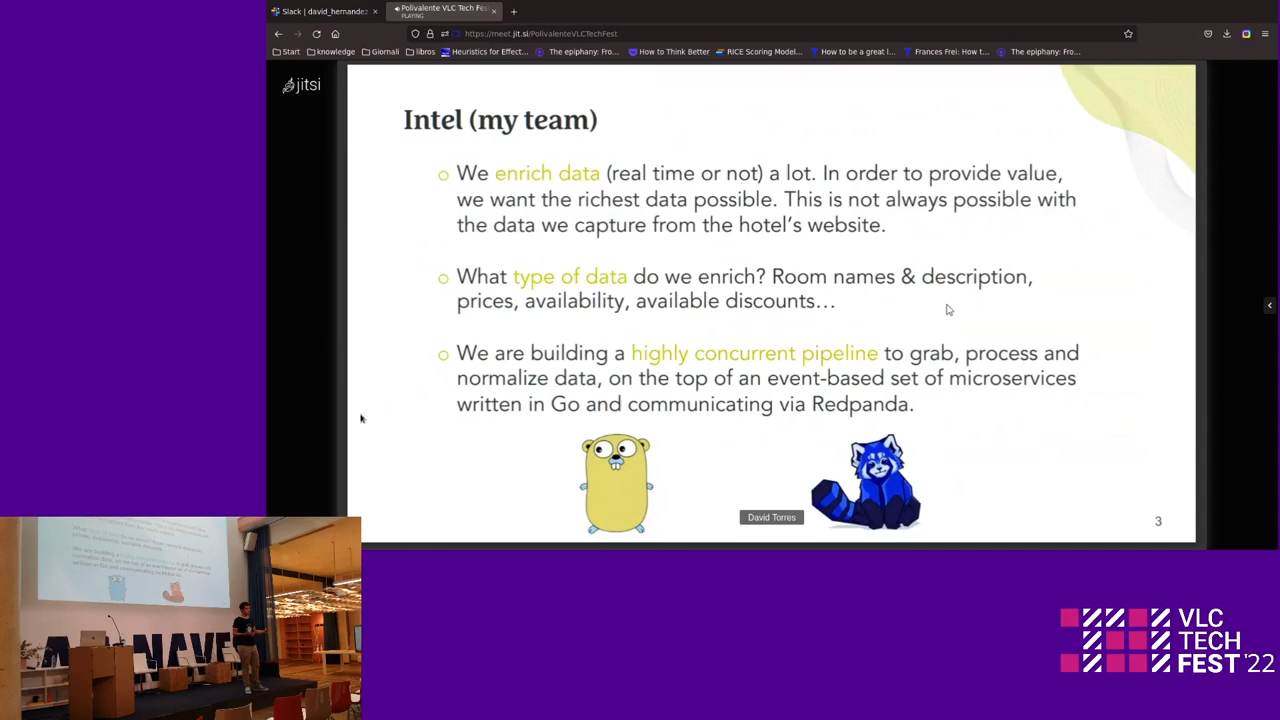 Slack | david_hernandez
Polivalente VLC Tech Fest
PLAYING
https://meet.jit.si/PolivalenteVLCTechFest
Start
knowledge
Giornali
libros
Heuristics for Effect…
The epiphany: Fro…
How to Think Better
RICE Scoring Model…
How to be a great l…
Frances Frei: How t…
The epiphany: Fro…
jitsi
Intel (my team)
We enrich data (real time or not) a lot. In order to provide value,
we want the richest data possible. This is not always possible with
the data we capture from the hotel's website.
What type of data do we enrich? Room names & description,
prices, availability, available discounts…
We are building a highly concurrent pipeline to grab, process and
normalize data, on the top of an event-based set of microservices
written in Go and communicating via Redpanda.
David Torres
3
NAVE
VLC
TECH
FEST '22